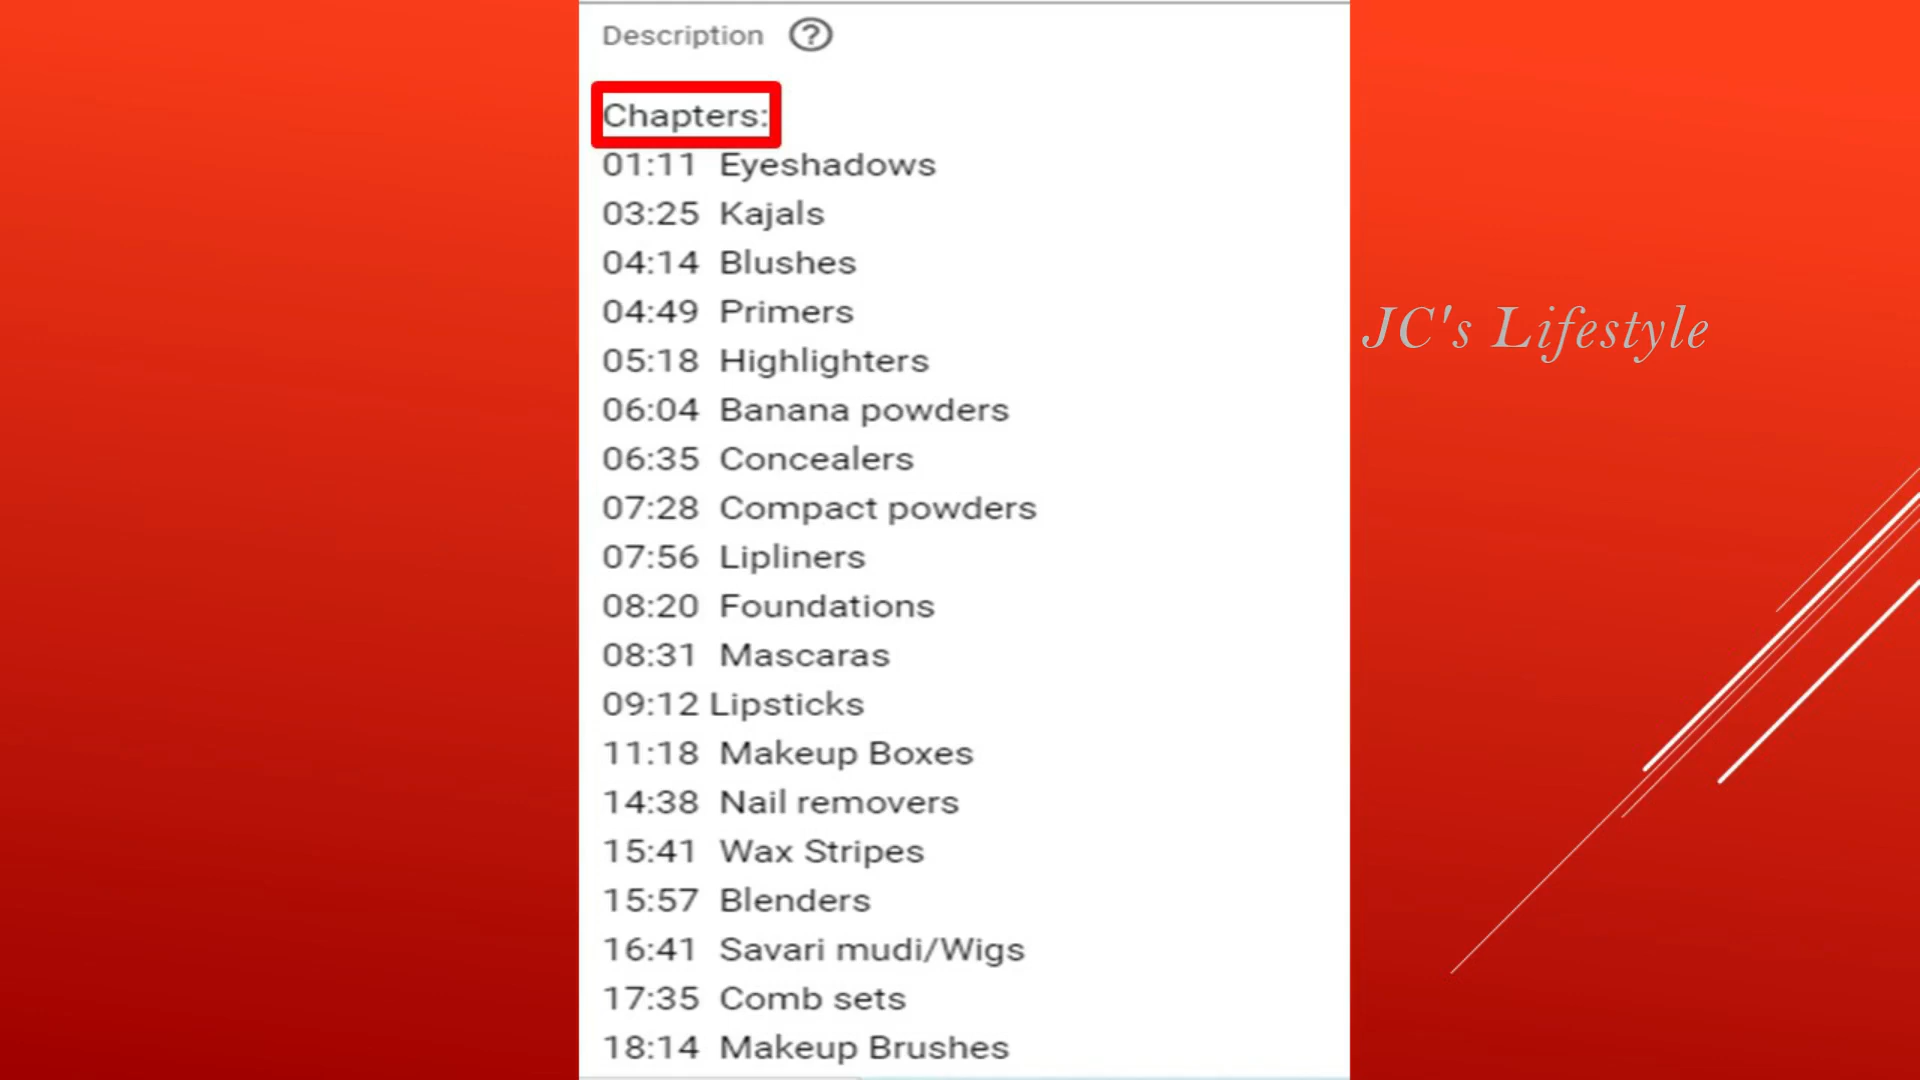 Description ?
Chapters:
01:11 Eyeshadows
03:25 Kajals
04:14 Blushes
04:49 Primers
05:18 Highlighters
06:04 Banana powders
06:35 Concealers
07:28 Compact powders
07:56 Lipliners
08:20 Foundations
08:31 Mascaras
09:12 Lipsticks
11:18 Makeup Boxes
14:38 Nail removers
15:41 Wax Stripes
15:57 Blenders
16:41 Savari mudi/Wigs
17:35 Comb sets
18:14 Makeup Brushes
JC's Lifestyle